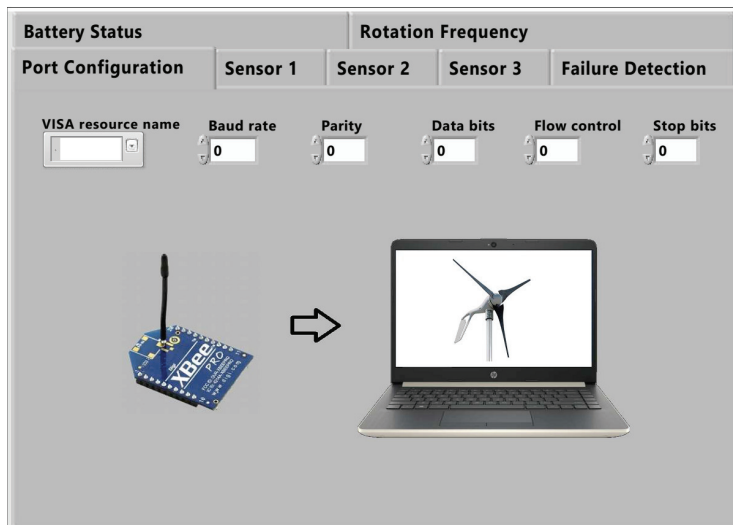 Battery Status Rotation Frequency
Port Configuration Sensor 1 Sensor 2 Sensor 3 Failure Detection
VISA resource name Baud rate Parity Data bits Flow control Stop bits
0 0 0 0 0
XBee
PRO
hp